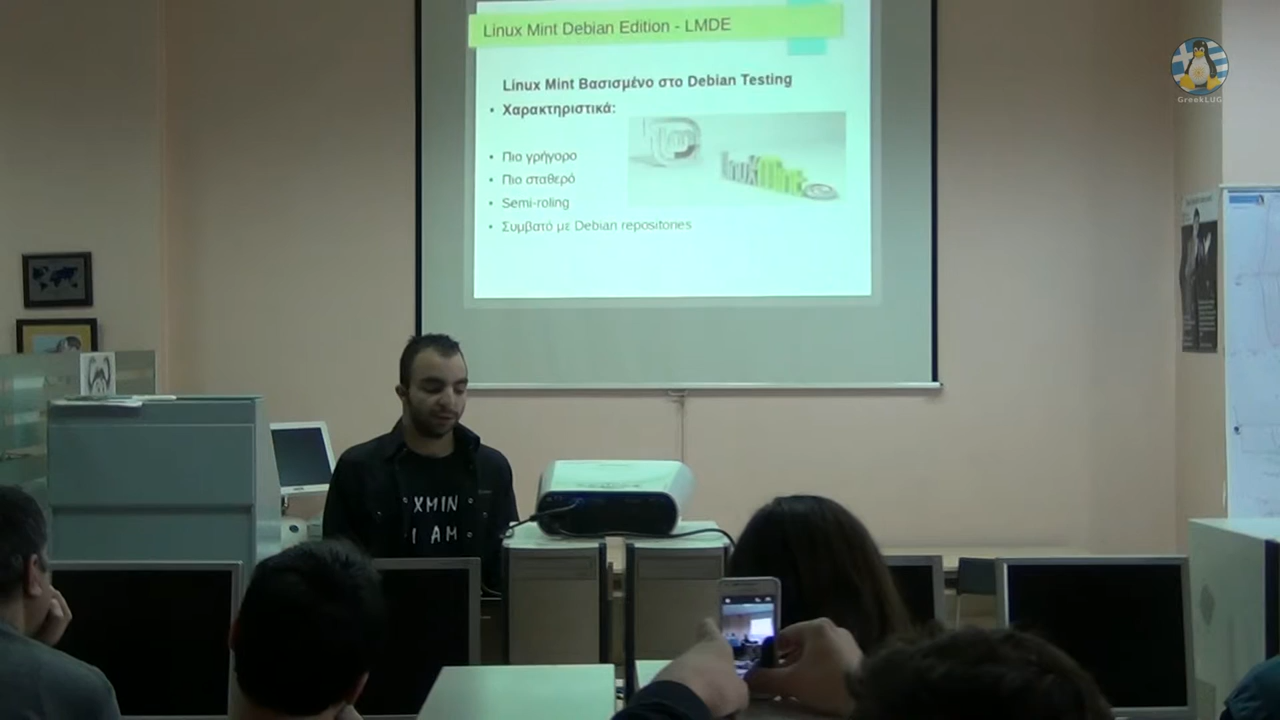 Linux Mint Debian Edition - LMDE
Linux Mint Βασισμένο στο Debian Testing
• Χαρακτηριστικά:
• Πιο γρήγορο
• Πιο σταθερό
• Semi-roling
• Συμβατό με Debian repositories
linuxMint
GreekLUG
XMIN
I AM